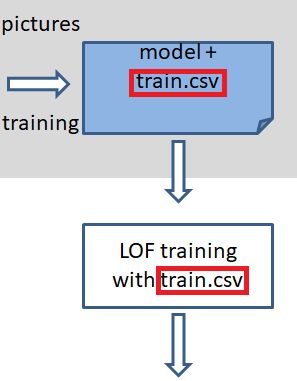 pictures
model +
train.csv
training
LOF training
with train.csv